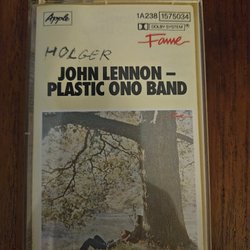 Apple
1A238 1575034
DOLBY SYSTEM®
Fame
HOLGER
JOHN LENNON –
PLASTIC ONO BAND